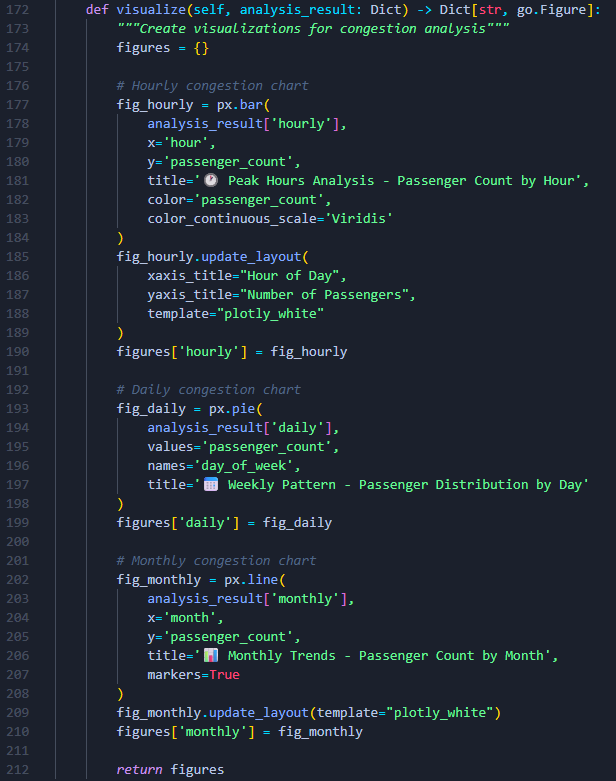 172 def visualize(self, analysis_result: Dict) -> Dict[str, go.Figure]:
173 """Create visualizations for congestion analysis"""
174 figures = {}
175
176 # Hourly congestion chart
177 fig_hourly = px.bar(
178 analysis_result['hourly'],
179 x='hour',
180 y='passenger_count',
181 title='🕐 Peak Hours Analysis - Passenger Count by Hour',
182 color='passenger_count',
183 color_continuous_scale='Viridis'
184 )
185 fig_hourly.update_layout(
186 xaxis_title="Hour of Day",
187 yaxis_title="Number of Passengers",
188 template="plotly_white"
189 )
190 figures['hourly'] = fig_hourly
191
192 # Daily congestion chart
193 fig_daily = px.pie(
194 analysis_result['daily'],
195 values='passenger_count',
196 names='day_of_week',
197 title='📅 Weekly Pattern - Passenger Distribution by Day'
198 )
199 figures['daily'] = fig_daily
200
201 # Monthly congestion chart
202 fig_monthly = px.line(
203 analysis_result['monthly'],
204 x='month',
205 y='passenger_count',
206 title='📊 Monthly Trends - Passenger Count by Month',
207 markers=True
208 )
209 fig_monthly.update_layout(template="plotly_white")
210 figures['monthly'] = fig_monthly
211
212 return figures